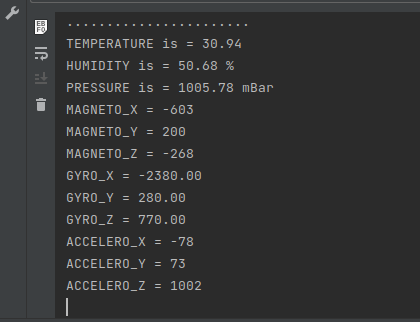 .......................
TEMPERATURE is = 30.94
HUMIDITY is = 50.68 %
PRESSURE is = 1005.78 mBar
MAGNETO_X = -603
MAGNETO_Y = 200
MAGNETO_Z = -268
GYRO_X = -2380.00
GYRO_Y = 280.00
GYRO_Z = 770.00
ACCELERO_X = -78
ACCELERO_Y = 73
ACCELERO_Z = 1002